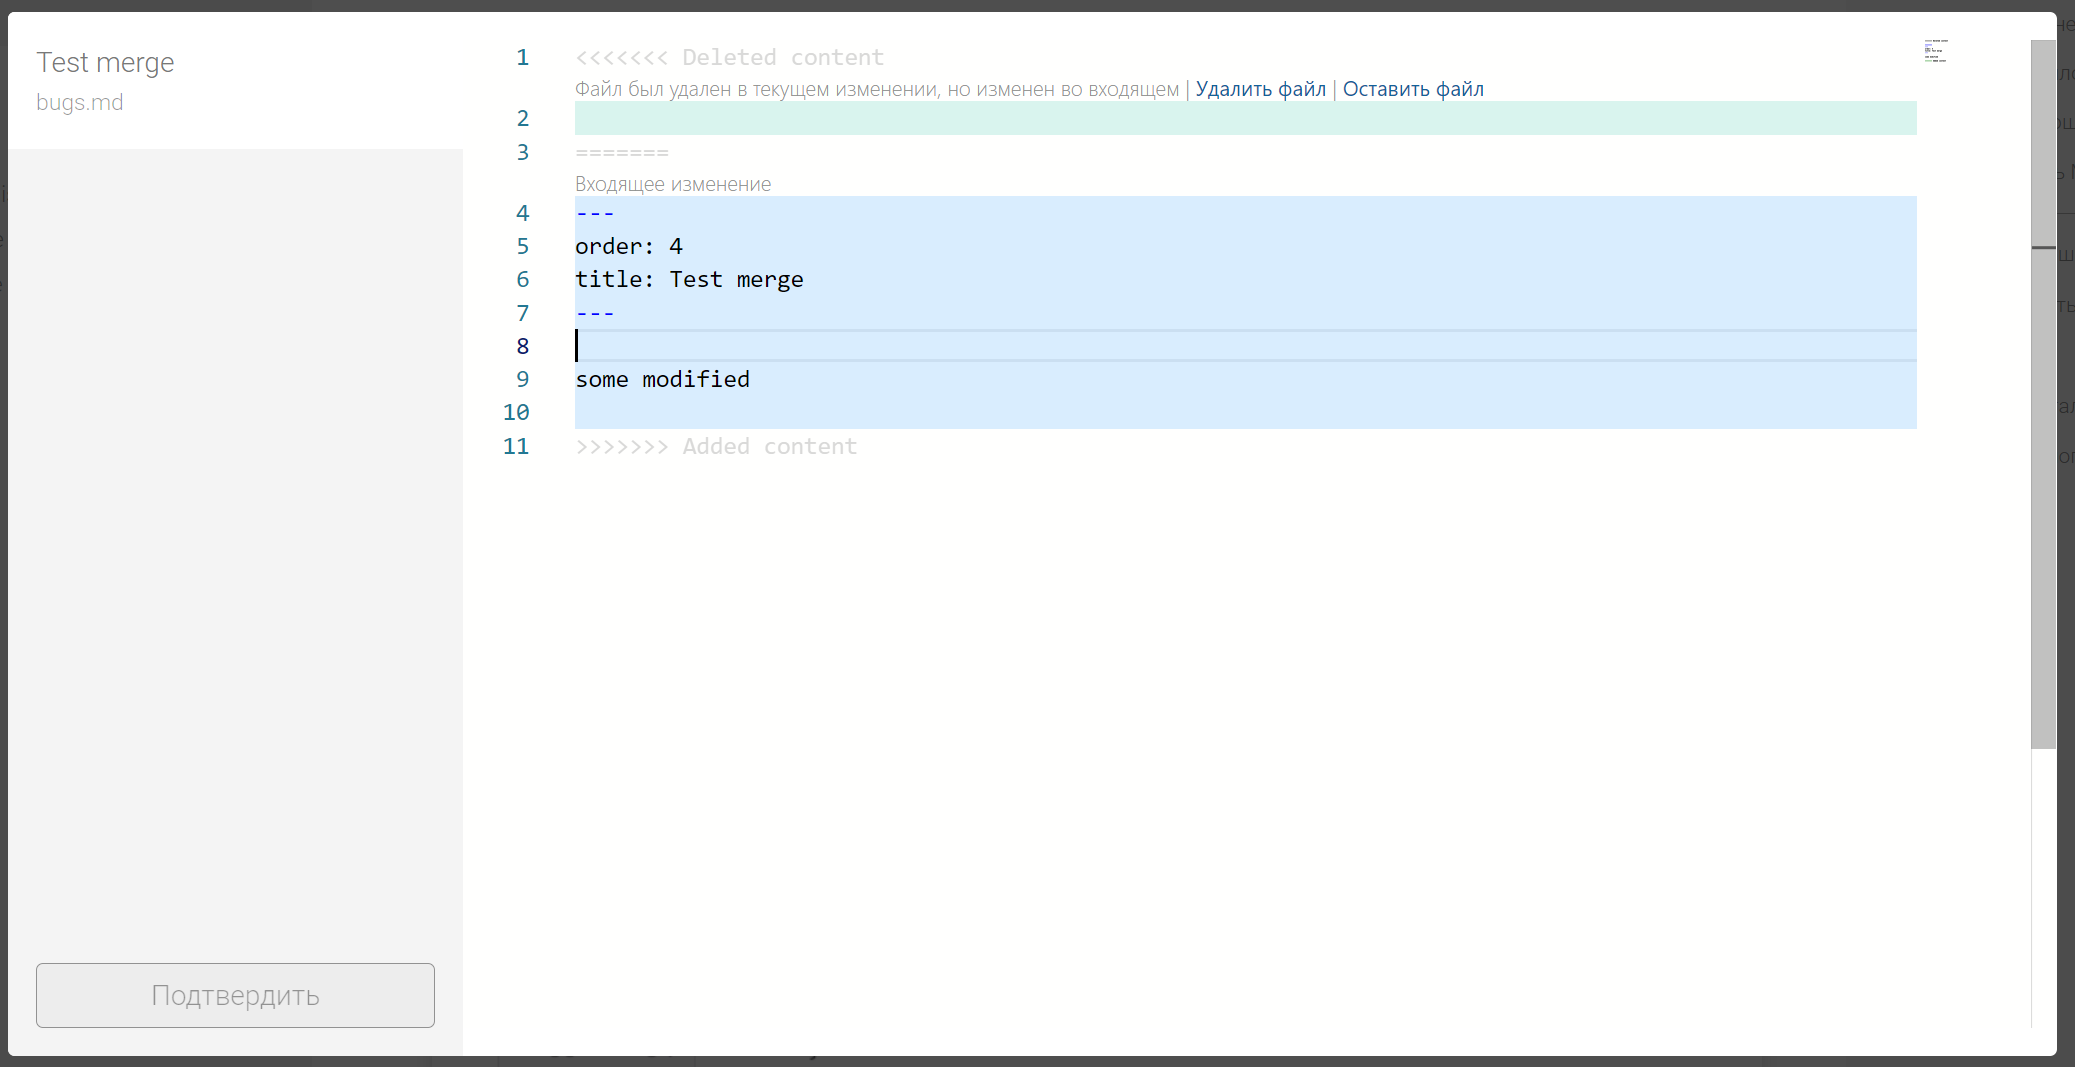 Test merge
bugs.md
Подтвердить
1 <<<<<<< Deleted content
Файл был удален в текущем изменении, но изменен во входящем | Удалить файл | Оставить файл
2
3 =======
Входящее изменение
4 ---
5 order: 4
6 title: Test merge
7 ---
8
9 some modified
10
11 >>>>>>> Added content